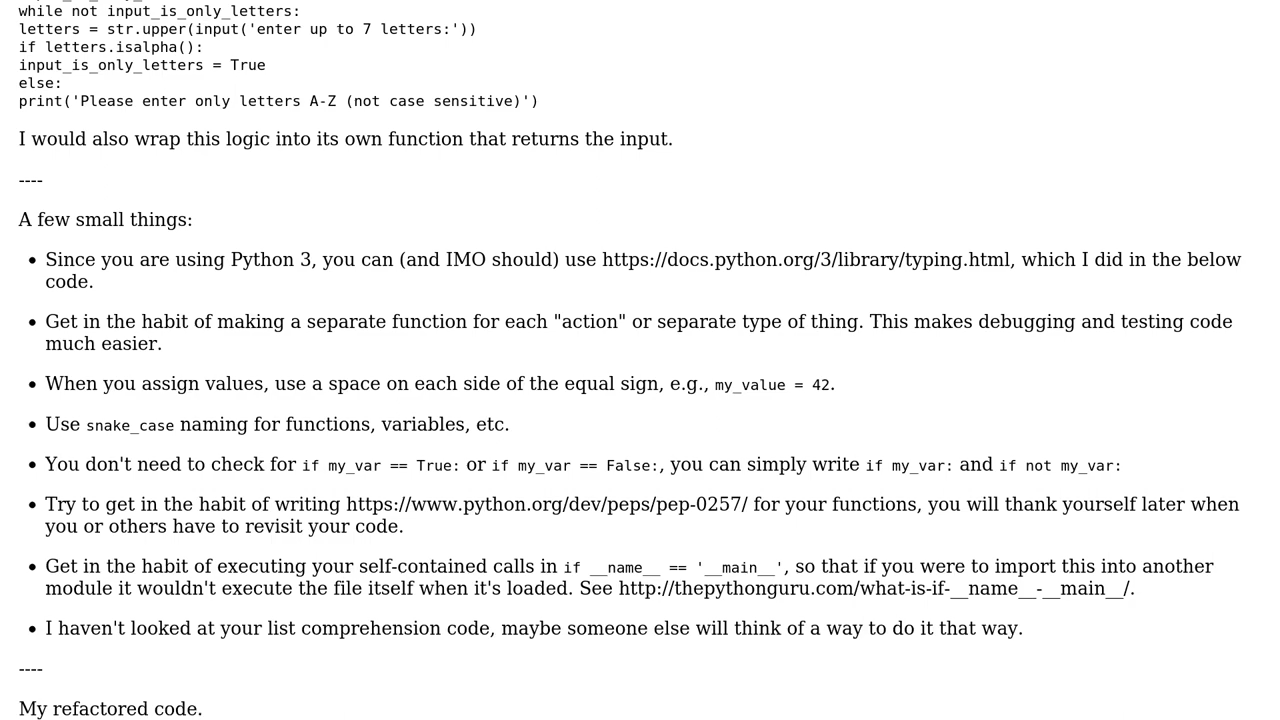 while not input_is_only_letters:
letters = str.upper(input('enter up to 7 letters:'))
if letters.isalpha():
input_is_only_letters = True
else:
print('Please enter only letters A-Z (not case sensitive)')
I would also wrap this logic into its own function that returns the input.
----
A few small things:
• Since you are using Python 3, you can (and IMO should) use https://docs.python.org/3/library/typing.html, which I did in the below
code.
• Get in the habit of making a separate function for each "action" or separate type of thing. This makes debugging and testing code
much easier.
• When you assign values, use a space on each side of the equal sign, e.g., my_value = 42.
• Use snake_case naming for functions, variables, etc.
• You don't need to check for if my_var == True: or if my_var == False:, you can simply write if my_var: and if not my_var:
• Try to get in the habit of writing https://www.python.org/dev/peps/pep-0257/ for your functions, you will thank yourself later when
you or others have to revisit your code.
• Get in the habit of executing your self-contained calls in if __name__ == '__main__', so that if you were to import this into another
module it wouldn't execute the file itself when it's loaded. See http://thepythonguru.com/what-is-if-__name__-__main__/.
• I haven't looked at your list comprehension code, maybe someone else will think of a way to do it that way.
----
My refactored code.